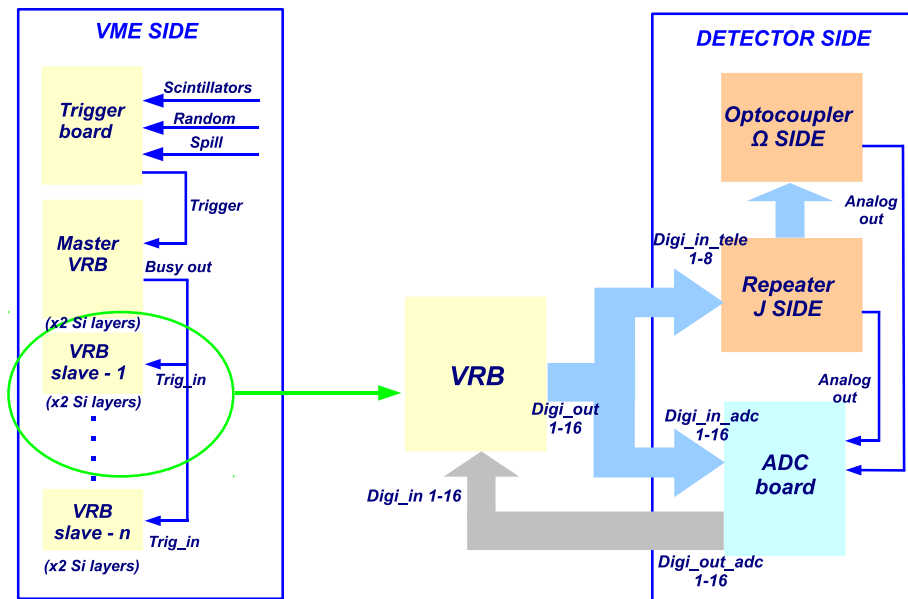 VME SIDE
Trigger
board
Scintillators
Random
Spill
Trigger
Master
VRB
Busy out
(x2 Si layers)
VRB
slave - 1
Trig_in
(x2 Si layers)
VRB
slave - n
Trig_in
(x2 Si layers)
VRB
Digi_out
1-16
Digi_in 1-16
DETECTOR SIDE
Optocoupler
Ω SIDE
Analog
out
Digi_in_tele
1-8
Repeater
J SIDE
Analog
out
Digi_in_adc
1-16
ADC
board
Digi_out_adc
1-16